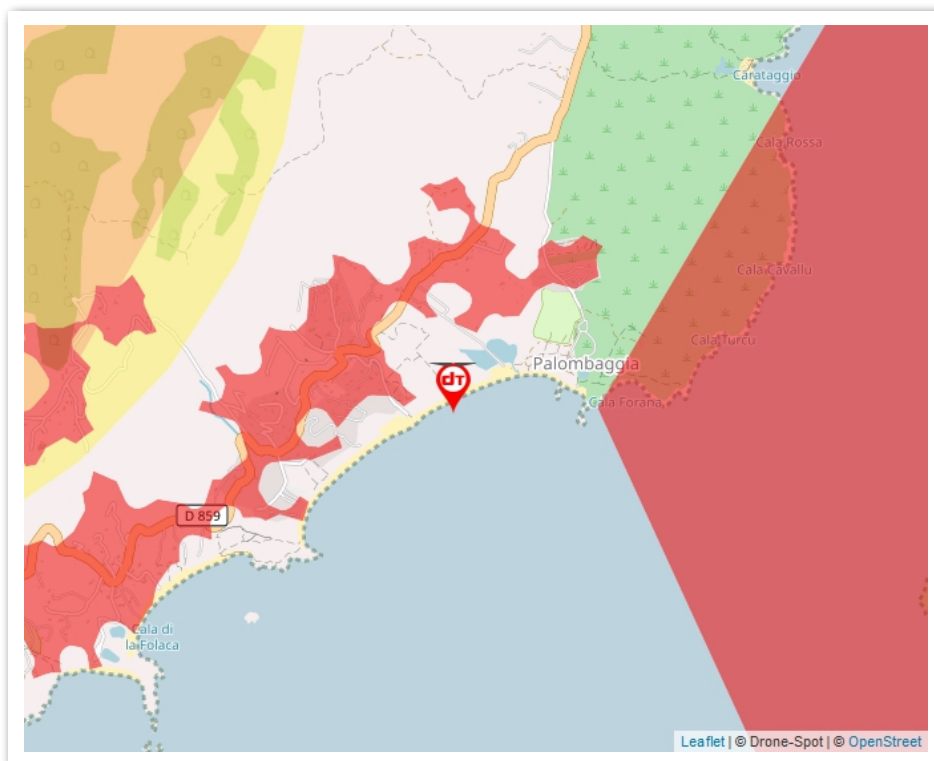 Carataggio
Cala Rossa
Cala Cavallu
Cala Turcu
Palombaggia
dT
Cala Forana
D 859
Cala di
la Folaca
Leaflet | © Drone-Spot | © OpenStreet